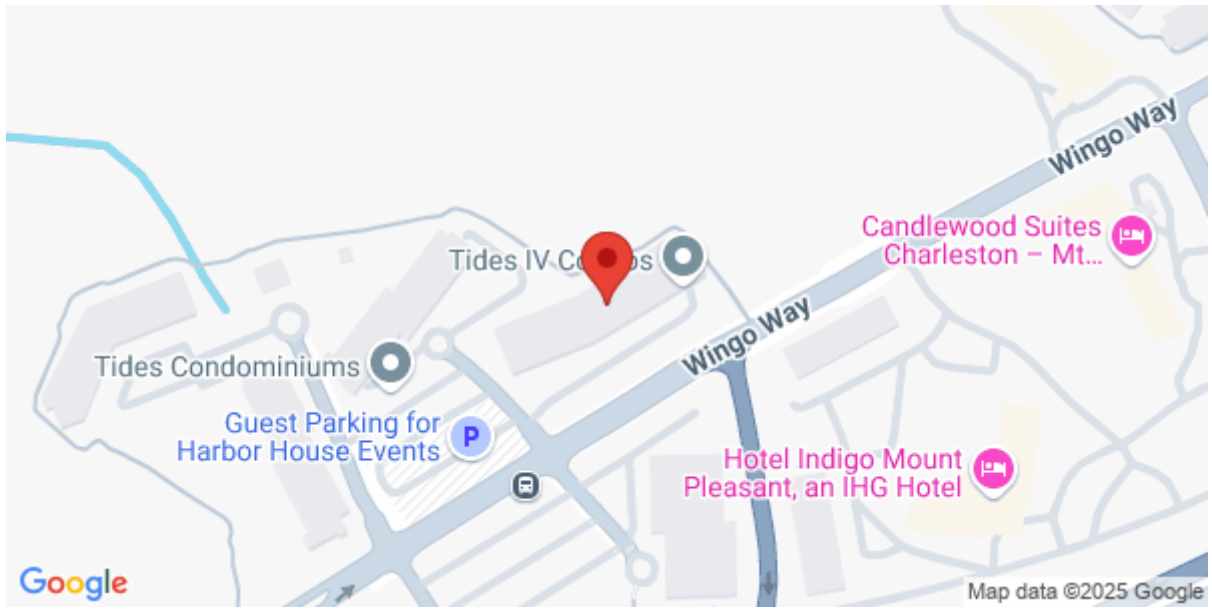 Wingo Way
Candlewood Suites
Charleston – Mt...
Tides IV Co
os
Wingo Way
Tides Condominiums
Guest Parking for
Harbor House Events
P
Hotel Indigo Mount
Pleasant, an IHG Hotel
Google
Map data ©2025 Google